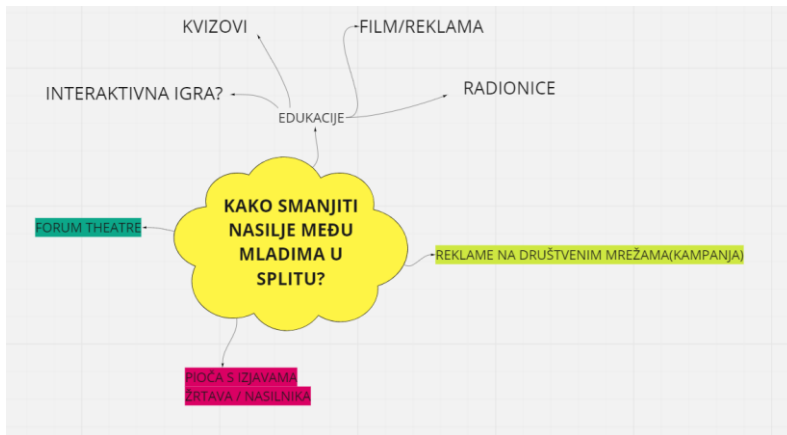 KVIZOVI
FILM/REKLAMA
INTERAKTIVNA IGRA?
RADIONICE
EDUKACIJE
KAKO SMANJITI
NASILJE MEĐU
MLADIMA U
SPLITU?
FORUM THEATRE
REKLAME NA DRUŠTVENIM MREŽAMA(KAMPANJA)
PIOČA S IZJAVAMA
ŽRTAVA / NASILNIKA